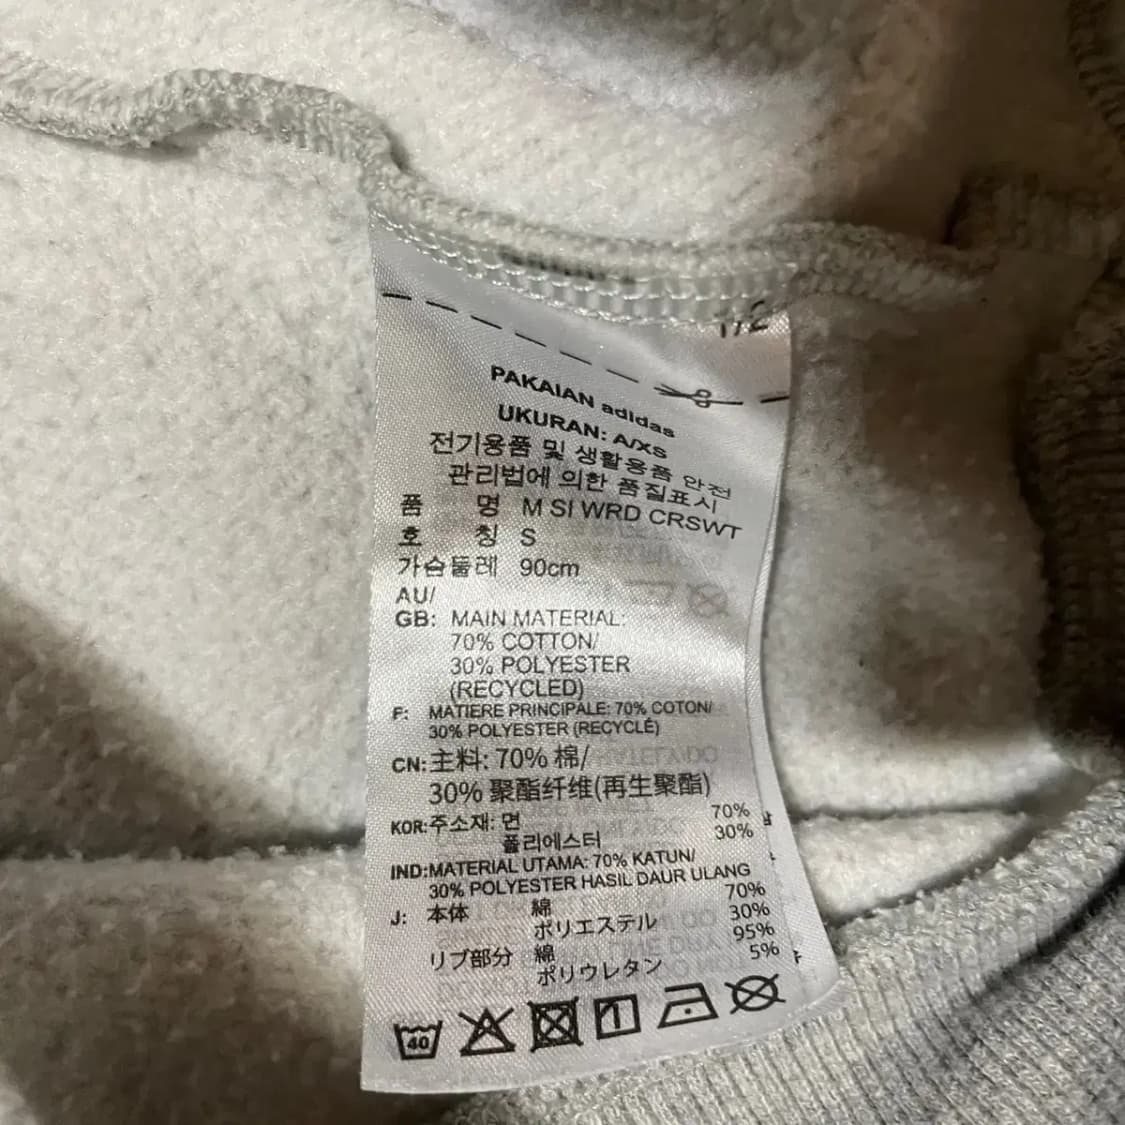 1/2
PAKAIAN adidas
UKURAN: A/XS
전기용품 및 생활용품 안전
관리법에 의한 품질표시
품 명 M SI WRD CRSWT
호 칭 S
가슴둘레 90cm
AU/
GB: MAIN MATERIAL:
70% COTTON/
30% POLYESTER
(RECYCLED)
F: MATIERE PRINCIPALE: 70% COTON/
30% POLYESTER (RECYCLÉ)
CN: 主料: 70% 棉/
30% 聚酯纤维(再生聚酯)
KOR: 주소재: 면 70%
폴리에스터 30%
IND: MATERIAL UTAMA: 70% KATUN/
30% POLYESTER HASIL DAUR ULANG
J: 本体 綿 70%
ポリエステル 30%
リブ部分 綿 95%
ポリウレタン 5%
40